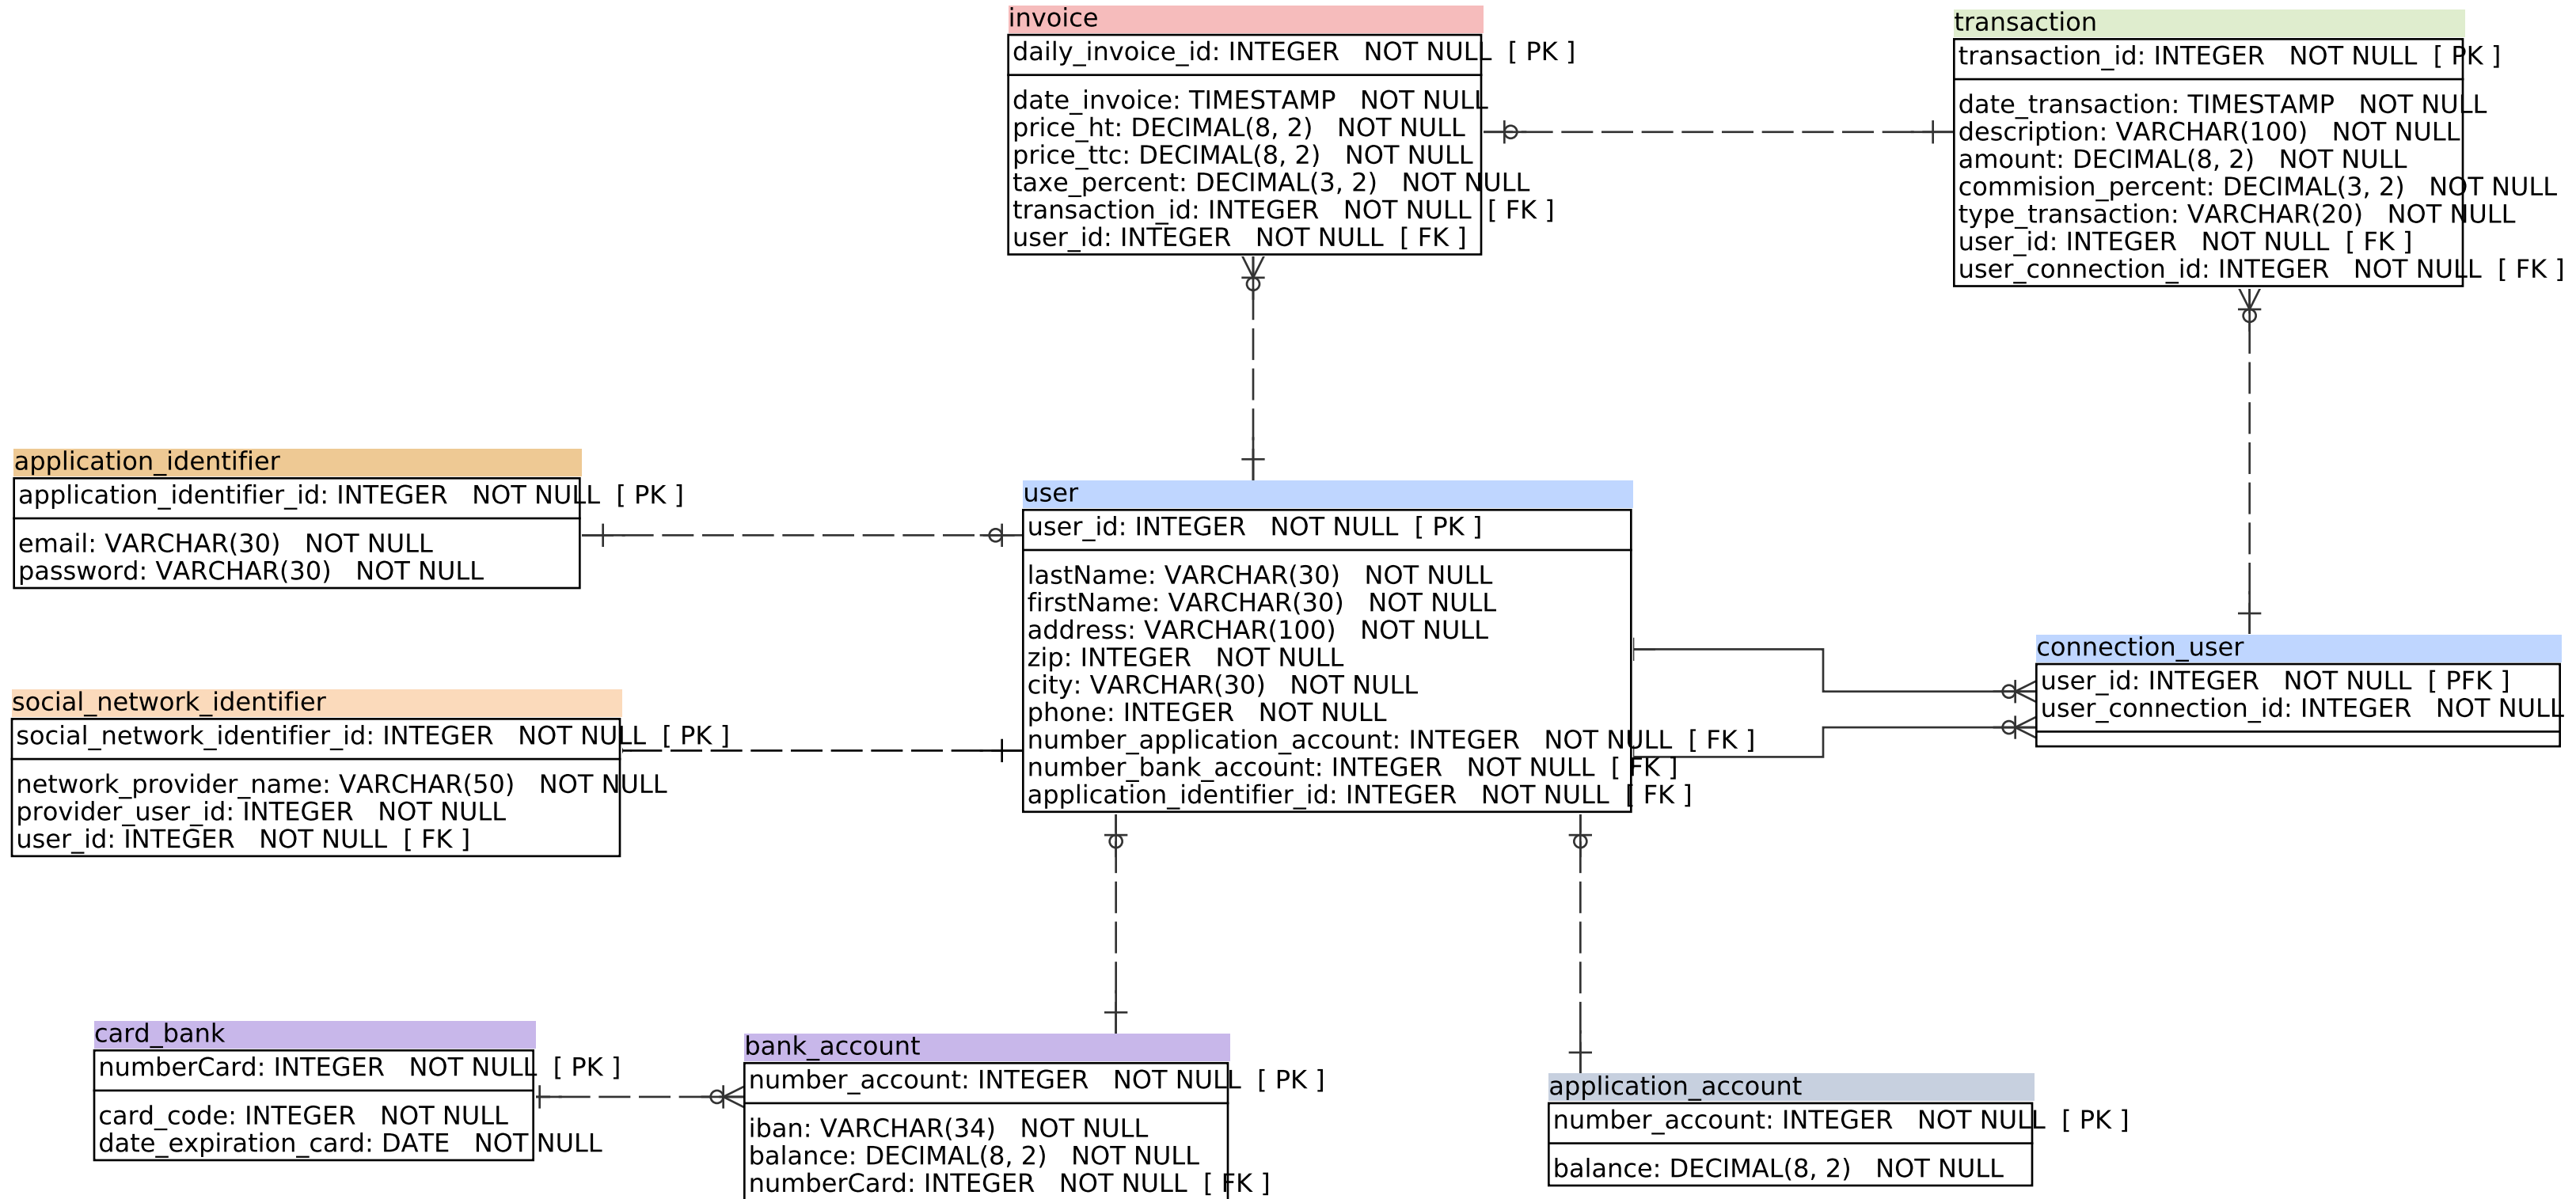 invoice
daily_invoice_id: INTEGER NOT NULL [ PK ]
date_invoice: TIMESTAMP NOT NULL
price_ht: DECIMAL(8, 2) NOT NULL
price_ttc: DECIMAL(8, 2) NOT NULL
taxe_percent: DECIMAL(3, 2) NOT NULL
transaction_id: INTEGER NOT NULL [ FK ]
user_id: INTEGER NOT NULL [ FK ]
transaction
transaction_id: INTEGER NOT NULL [ PK ]
date_transaction: TIMESTAMP NOT NULL
description: VARCHAR(100) NOT NULL
amount: DECIMAL(8, 2) NOT NULL
commision_percent: DECIMAL(3, 2) NOT NULL
type_transaction: VARCHAR(20) NOT NULL
user_id: INTEGER NOT NULL [ FK ]
user_connection_id: INTEGER NOT NULL [ FK ]
application_identifier
application_identifier_id: INTEGER NOT NULL [ PK ]
email: VARCHAR(30) NOT NULL
password: VARCHAR(30) NOT NULL
user
user_id: INTEGER NOT NULL [ PK ]
lastName: VARCHAR(30) NOT NULL
firstName: VARCHAR(30) NOT NULL
address: VARCHAR(100) NOT NULL
zip: INTEGER NOT NULL
city: VARCHAR(30) NOT NULL
phone: INTEGER NOT NULL
number_application_account: INTEGER NOT NULL [ FK ]
number_bank_account: INTEGER NOT NULL [ FK ]
application_identifier_id: INTEGER NOT NULL [ FK ]
connection_user
user_id: INTEGER NOT NULL [ PFK ]
user_connection_id: INTEGER NOT NULL
social_network_identifier
social_network_identifier_id: INTEGER NOT NULL [ PK ]
network_provider_name: VARCHAR(50) NOT NULL
provider_user_id: INTEGER NOT NULL
user_id: INTEGER NOT NULL [ FK ]
card_bank
numberCard: INTEGER NOT NULL [ PK ]
card_code: INTEGER NOT NULL
date_expiration_card: DATE NOT NULL
bank_account
number_account: INTEGER NOT NULL [ PK ]
iban: VARCHAR(34) NOT NULL
balance: DECIMAL(8, 2) NOT NULL
numberCard: INTEGER NOT NULL [ FK ]
application_account
number_account: INTEGER NOT NULL [ PK ]
balance: DECIMAL(8, 2) NOT NULL